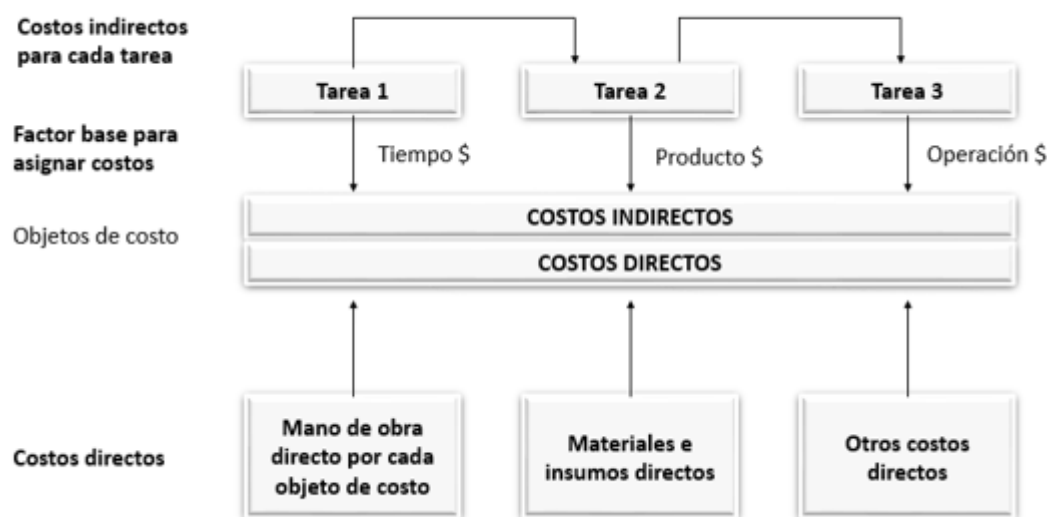 Costos indirectos
para cada tarea
Tarea 1
Tarea 2
Tarea 3
Factor base para
asignar costos
Tiempo $
Producto $
Operación $
Objetos de costo
COSTOS INDIRECTOS
COSTOS DIRECTOS
Costos directos
Mano de obra
directo por cada
objeto de costo
Materiales e
insumos directos
Otros costos
directos